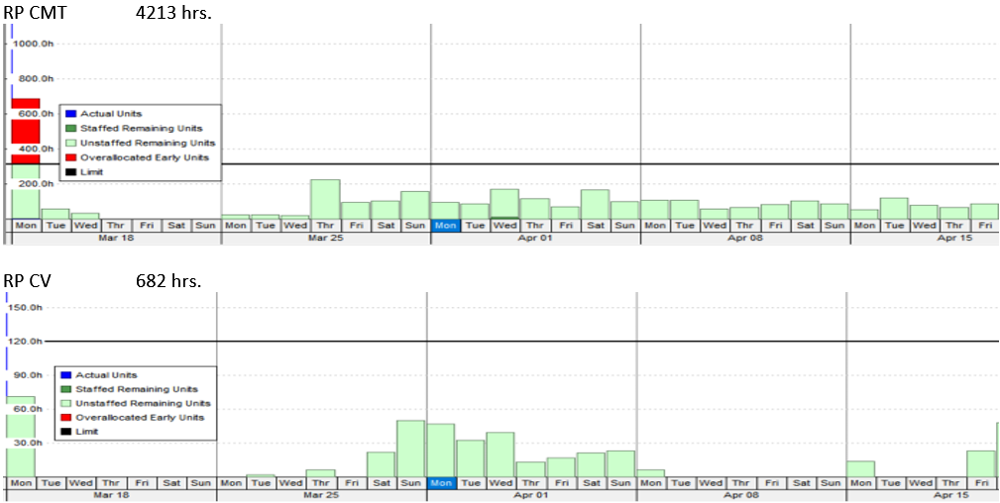 RP CMT 4213 hrs.
1000.0h
800.0h
600.0h
400.0h
200.0h
Actual Units
Staffed Remaining Units
Unstaffed Remaining Units
Overallocated Early Units
Limit
Mon Tue Wed Thr Fri Sat Sun Mon Tue Wed Thr Fri Sat Sun Mon Tue Wed Thr Fri Sat Sun Mon Tue Wed Thr Fri Sat Sun Mon Tue Wed Thr Fri
Mar 18 Mar 25 Apr 01 Apr 08 Apr 15
RP CV 682 hrs.
150.0h
120.0h
90.0h
60.0h
30.0h
Actual Units
Staffed Remaining Units
Unstaffed Remaining Units
Overallocated Early Units
Limit
Mon Tue Wed Thr Fri Sat Sun Mon Tue Wed Thr Fri Sat Sun Mon Tue Wed Thr Fri Sat Sun Mon Tue Wed Thr Fri Sat Sun Mon Tue Wed Thr Fri
Mar 18 Mar 25 Apr 01 Apr 08 Apr 15